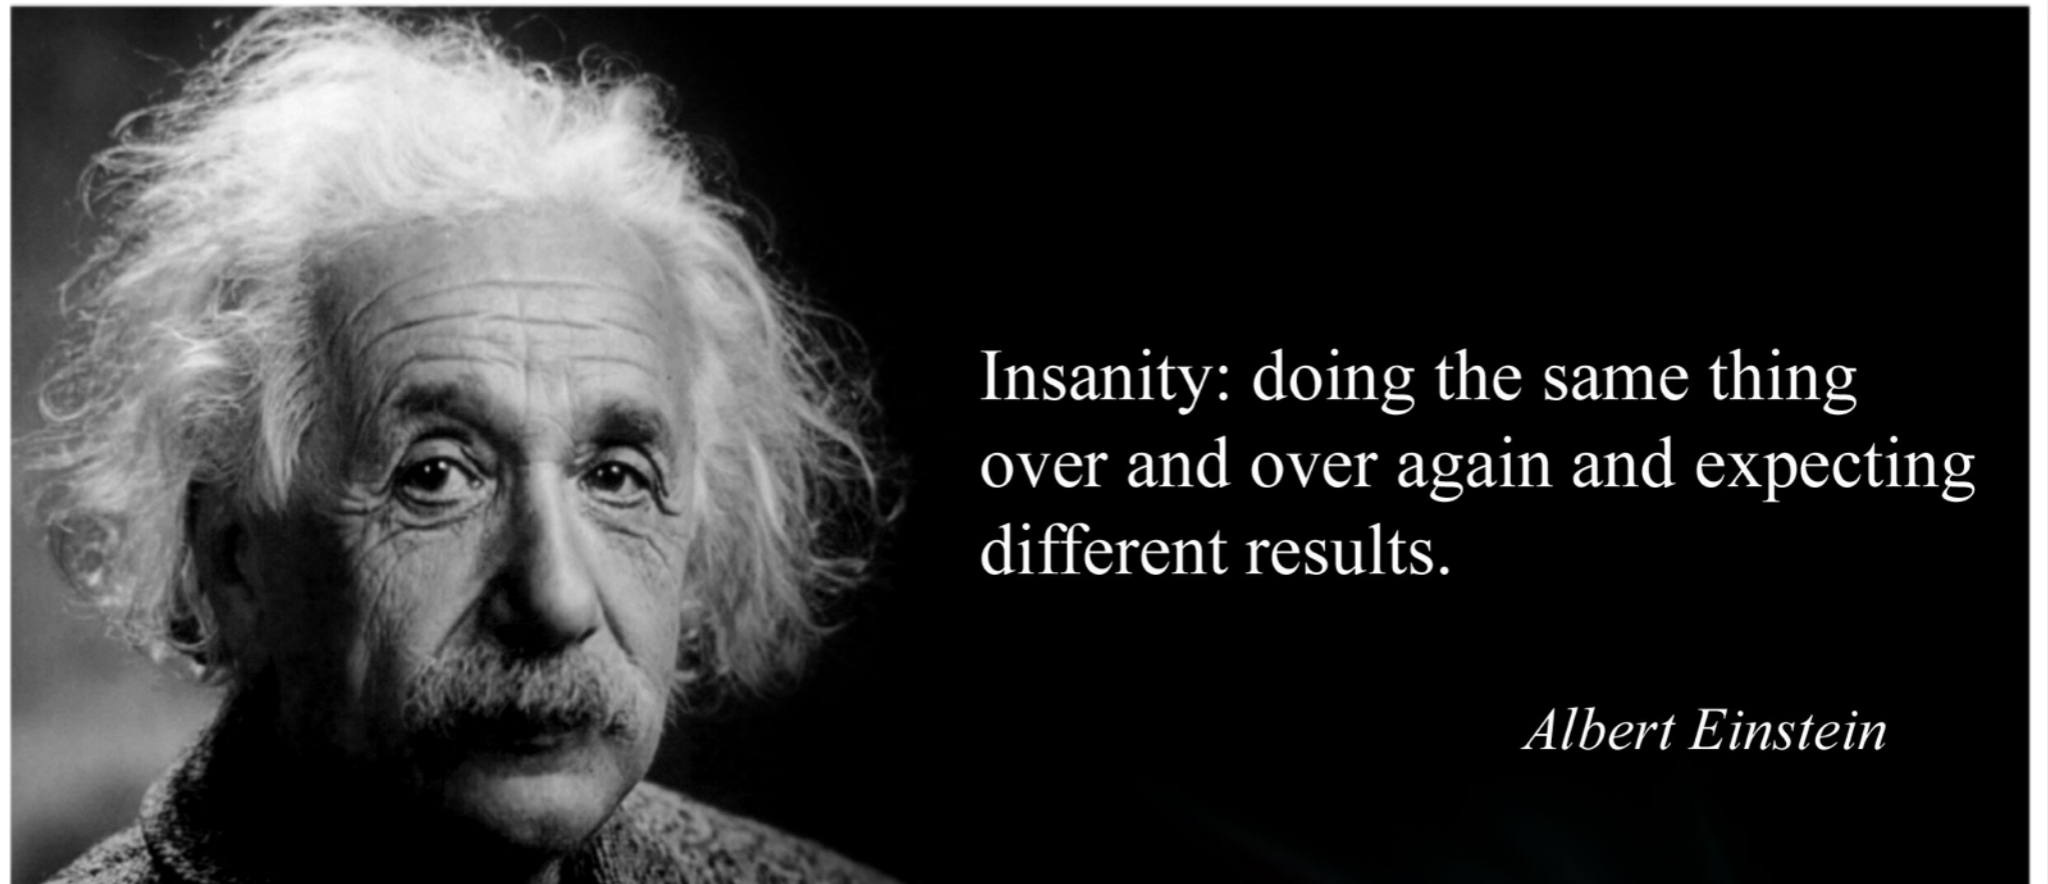 Insanity: doing the same thing
over and over again and expecting
different results.
Albert Einstein